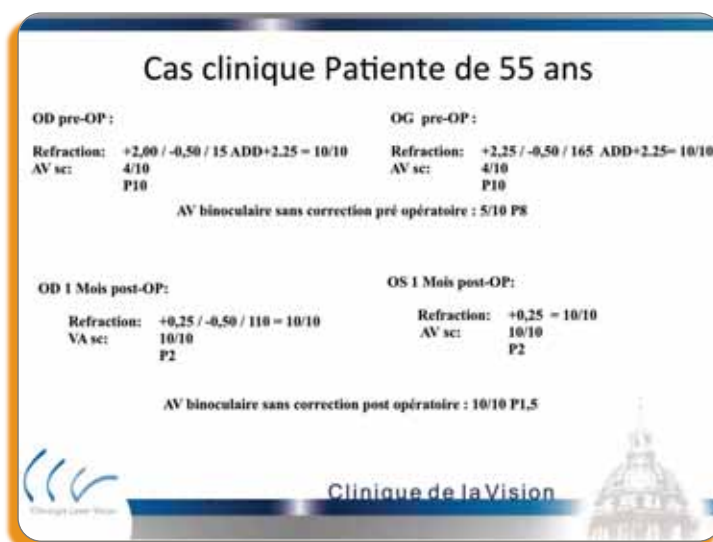 Cas clinique Patiente de 55 ans
OD pre-OP :
Refraction: +2,00 / -0,50 / 15 ADD+2.25 = 10/10
AV sc: 4/10
P10
OG pre-OP :
Refraction: +2,25 / -0,50 / 165 ADD+2.25= 10/10
AV sc: 4/10
P10
AV binoculaire sans correction pré opératoire : 5/10 P8
OD 1 Mois post-OP:
Refraction: +0,25 / -0,50 / 110 = 10/10
VA sc: 10/10
P2
OS 1 Mois post-OP:
Refraction: +0,25 = 10/10
AV sc: 10/10
P2
AV binoculaire sans correction post opératoire : 10/10 P1,5
Chirurgie Laser Vision
Clinique de la Vision